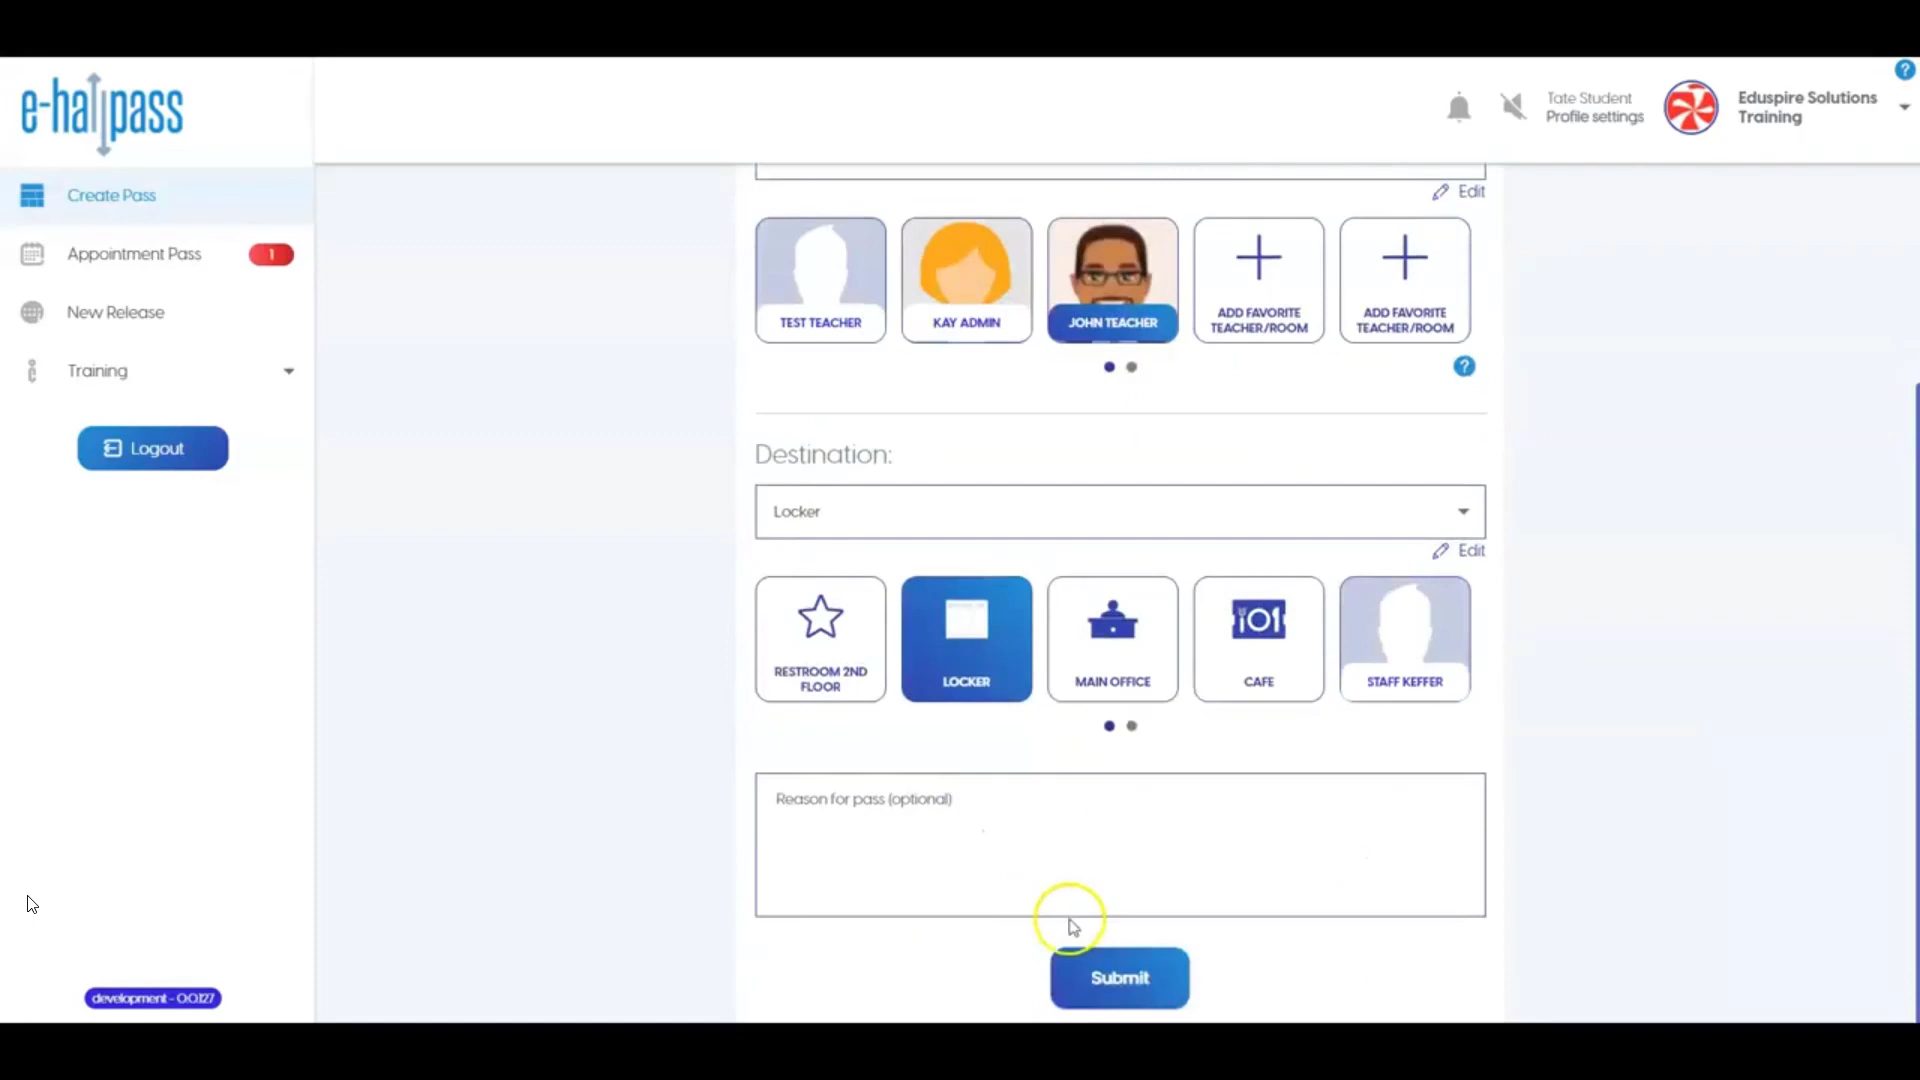 e-hallpass
Tate Student
Profile settings
Eduspire Solutions
Training
?
Create Pass
Appointment Pass
1
New Release
Training
Logout
development - 0.0.127
Edit
TEST TEACHER
KAY ADMIN
JOHN TEACHER
ADD FAVORITE
TEACHER/ROOM
ADD FAVORITE
TEACHER/ROOM
?
Destination:
Locker
Edit
RESTROOM 2ND
FLOOR
LOCKER
MAIN OFFICE
CAFE
STAFF KEFFER
Reason for pass (optional)
Submit